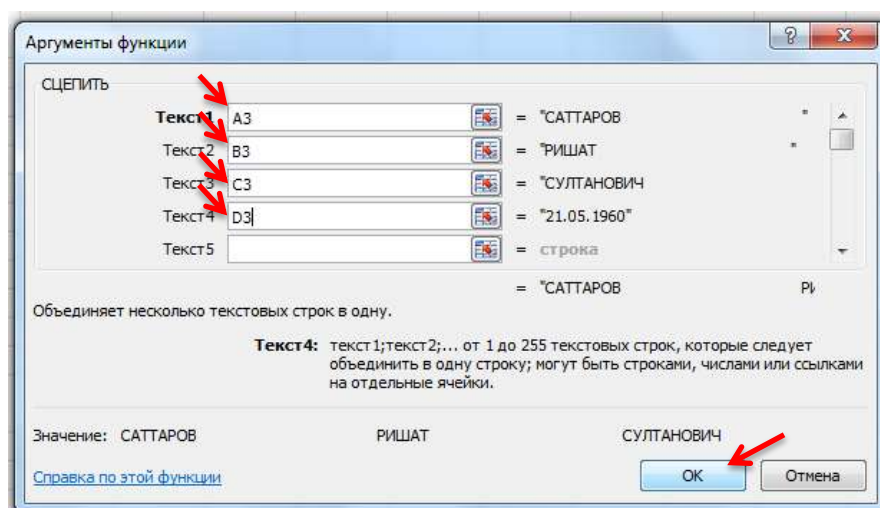 Аргументы функции
СЦЕПИТЬ
Текст1 A3 = "САТТАРОВ "
Текст2 B3 = "РИШАТ "
Текст3 C3 = "СУЛТАНОВИЧ
Текст4 D3 = "21.05.1960"
Текст5 = строка
= "САТТАРОВ
Объединяет несколько текстовых строк в одну.
Текст4: текст1;текст2;... от 1 до 255 текстовых строк, которые следует
объединить в одну строку; могут быть строками, числами или ссылками
на отдельные ячейки.
Значение: САТТАРОВ РИШАТ СУЛТАНОВИЧ
Справка по этой функции OK Отмена